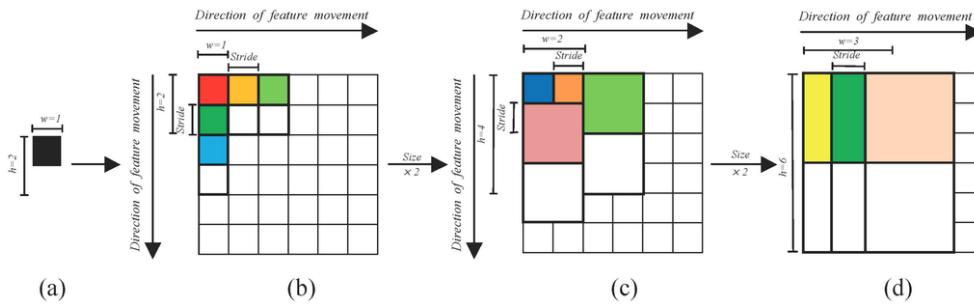 w=1
h=2
(a)
Direction of feature movement
w=1
Stride
h=2
Stride
Direction of feature movement
(b)
Size
×2
Direction of feature movement
w=2
Stride
Stride
h=4
Direction of feature movement
(c)
Size
×2
Direction of feature movement
w=3
Stride
h=6
(d)